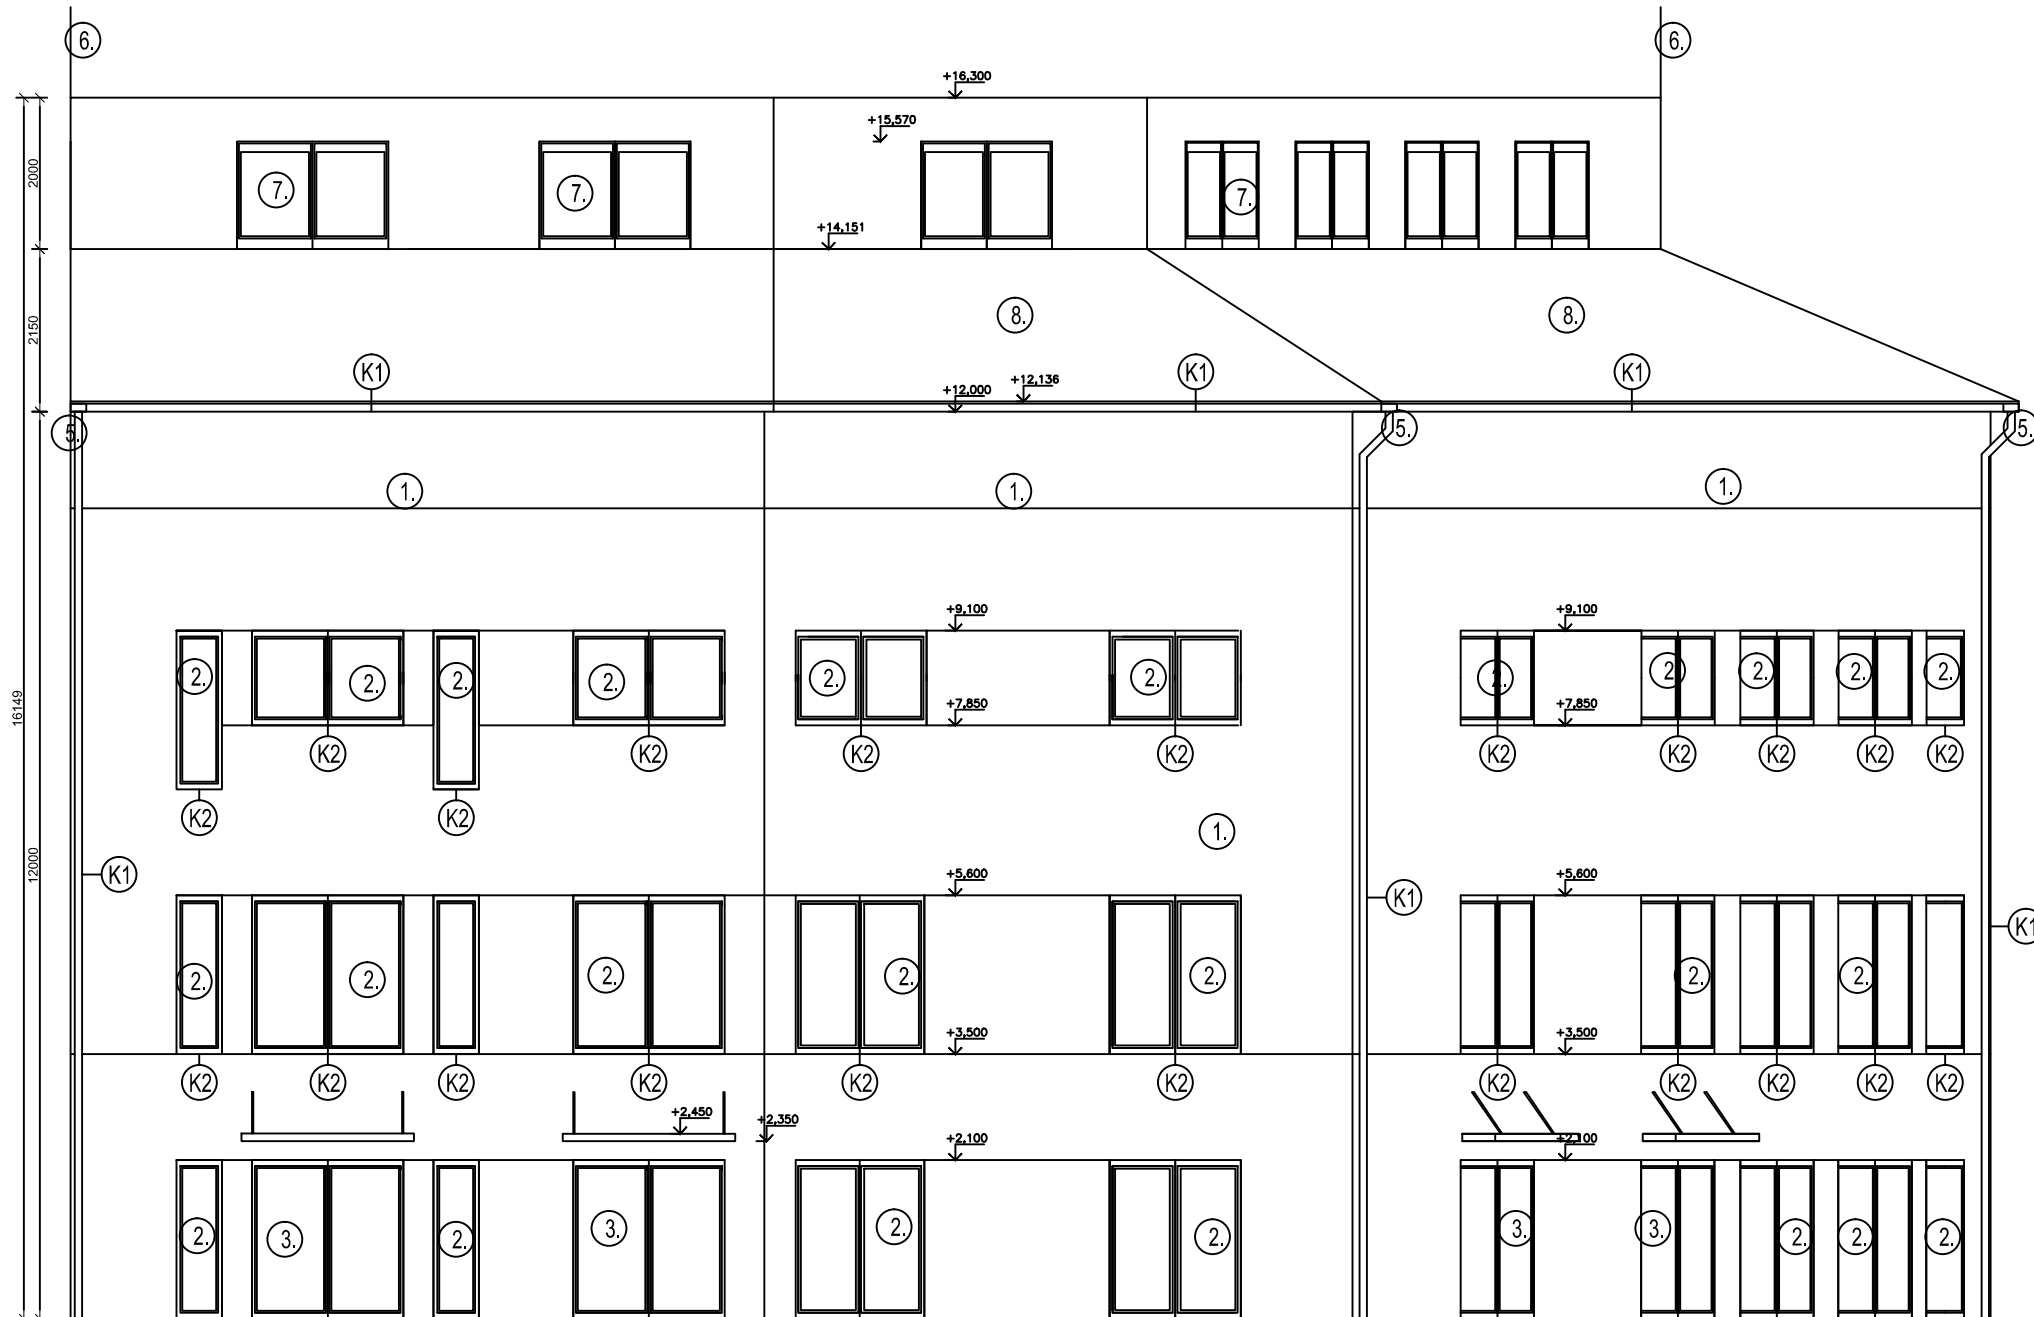 6. 6.
+16,300
+15,570
2000
7. 7. 7.
+14,151
2150
8. 8.
K1 K1 K1
+12,000 +12,136
5. 5. 5.
1. 1. 1.
+9,100 +9,100
2. 2. 2. 2. 2. 2. 2. 2. 2. 2. 2.
16149
+7,850 +7,850
K2 K2 K2 K2 K2 K2 K2 K2 K2
K2 K2
1.
12000
K1 K1 K1
+5,600 +5,600
2. 2. 2. 2. 2. 2. 2.
+3,500 +3,500
K2 K2 K2 K2 K2 K2 K2 K2 K2 K2 K2
+2,450 +2,350
+2,100 +2,100
2. 3. 2. 3. 2. 2. 3. 3. 2. 2. 2.